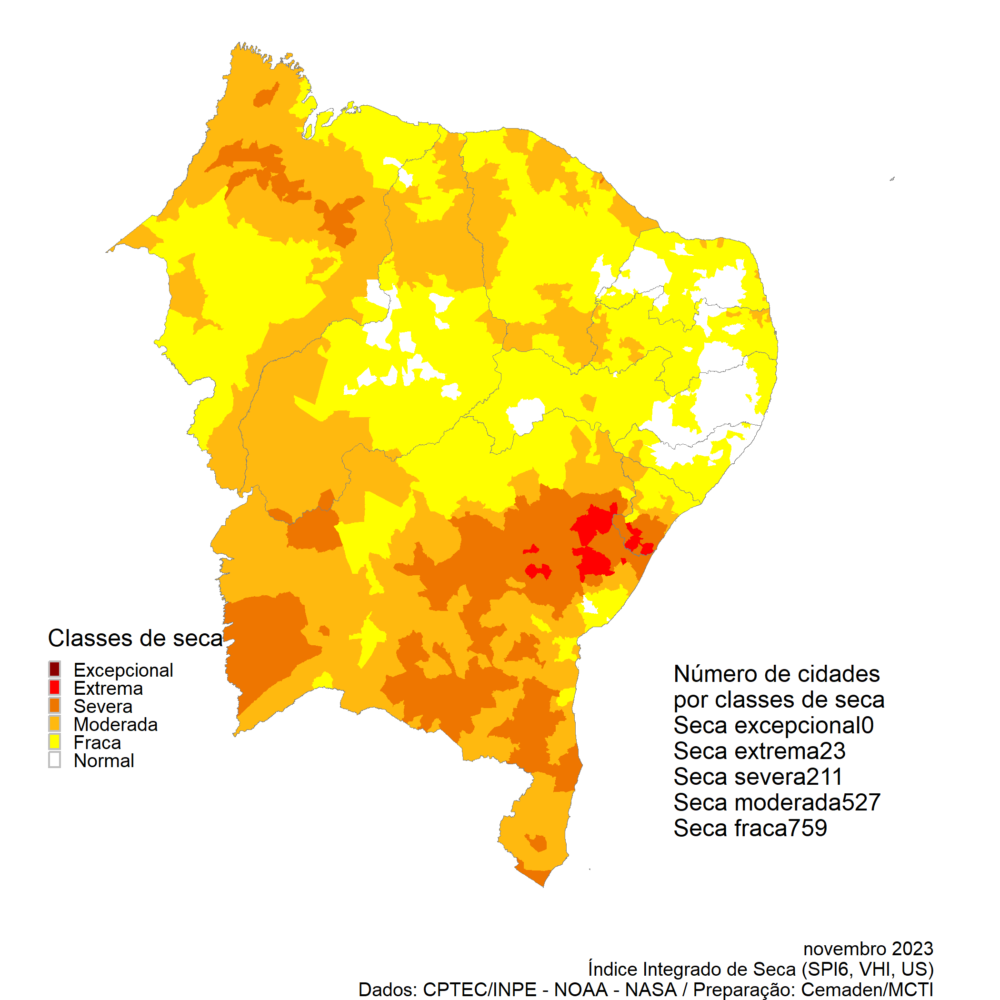 Classes de seca
Excepcional
Extrema
Severa
Moderada
Fraca
Normal
Número de cidades
por classes de seca
Seca excepcional0
Seca extrema23
Seca severa211
Seca moderada527
Seca fraca759
novembro 2023
Índice Integrado de Seca (SPI6, VHI, US)
Dados: CPTEC/INPE - NOAA - NASA / Preparação: Cemaden/MCTI